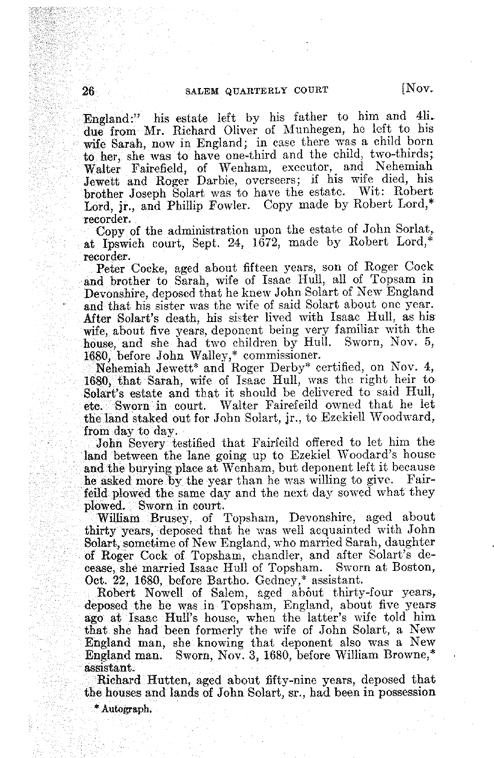 26 SALEM QUARTERLY COURT [Nov.
England:" his estate left by his father to him and 4li.
due from Mr. Richard Oliver of Munhegen, he left to his
wife Sarah, now in England; in case there was a child born
to her, she was to have one-third and the child, two-thirds;
Walter Fairefield, of Wenham, executor, and Nehemiah
Jewett and Roger Darbie, overseers; if his wife died, his
brother Joseph Solart was to have the estate. Wit: Robert
Lord, jr., and Phillip Fowler. Copy made by Robert Lord,*
recorder.
Copy of the administration upon the estate of John Sorlat,
at Ipswich court, Sept. 24, 1672, made by Robert Lord,*
recorder.
Peter Cocke, aged about fifteen years, son of Roger Cock
and brother to Sarah, wife of Isaac Hull, all of Topsam in
Devonshire, deposed that he knew John Solart of New England
and that his sister was the wife of said Solart about one year.
After Solart's death, his sister lived with Isaac Hull, as his
wife, about five years, deponent being very familiar with the
house, and she had two children by Hull. Sworn, Nov. 5,
1680, before John Walley,* commissioner.
Nehemiah Jewett* and Roger Derby* certified, on Nov. 4,
1680, that Sarah, wife of Isaac Hull, was the right heir to
Solart's estate and that it should be delivered to said Hull,
etc. Sworn in court. Walter Fairefeild owned that he let
the land staked out for John Solart, jr., to Ezekiell Woodward,
from day to day.
John Severy testified that Fairfeild offered to let him the
land between the lane going up to Ezekiel Woodard's house
and the burying place at Wenham, but deponent left it because
he asked more by the year than he was willing to give. Fair-
feild plowed the same day and the next day sowed what they
plowed. Sworn in court.
William Brusey, of Topsham, Devonshire, aged about
thirty years, deposed that he was well acquainted with John
Solart, sometime of New England, who married Sarah, daughter
of Roger Cock of Topsham, chandler, and after Solart's de-
cease, she married Isaac Hull of Topsham. Sworn at Boston,
Oct. 22, 1680, before Bartho. Gedney,* assistant.
Robert Nowell of Salem, aged about thirty-four years,
deposed the he was in Topsham, England, about five years
ago at Isaac Hull's house, when the latter's wife told him
that she had been formerly the wife of John Solart, a New
England man, she knowing that deponent also was a New
England man. Sworn, Nov. 3, 1680, before William Browne,*
assistant.
Richard Hutten, aged about fifty-nine years, deposed that
the houses and lands of John Solart, sr., had been in possession
* Autograph.